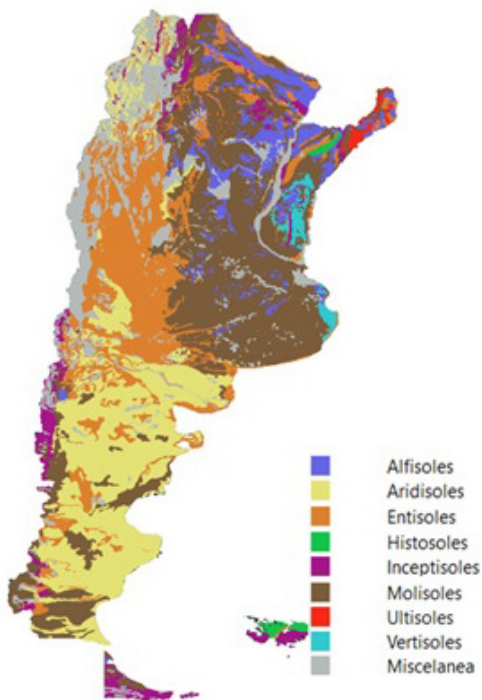 Alfisoles
Aridisoles
Entisoles
Histosoles
Inceptisoles
Molisoles
Ultisoles
Vertisoles
Miscelanea